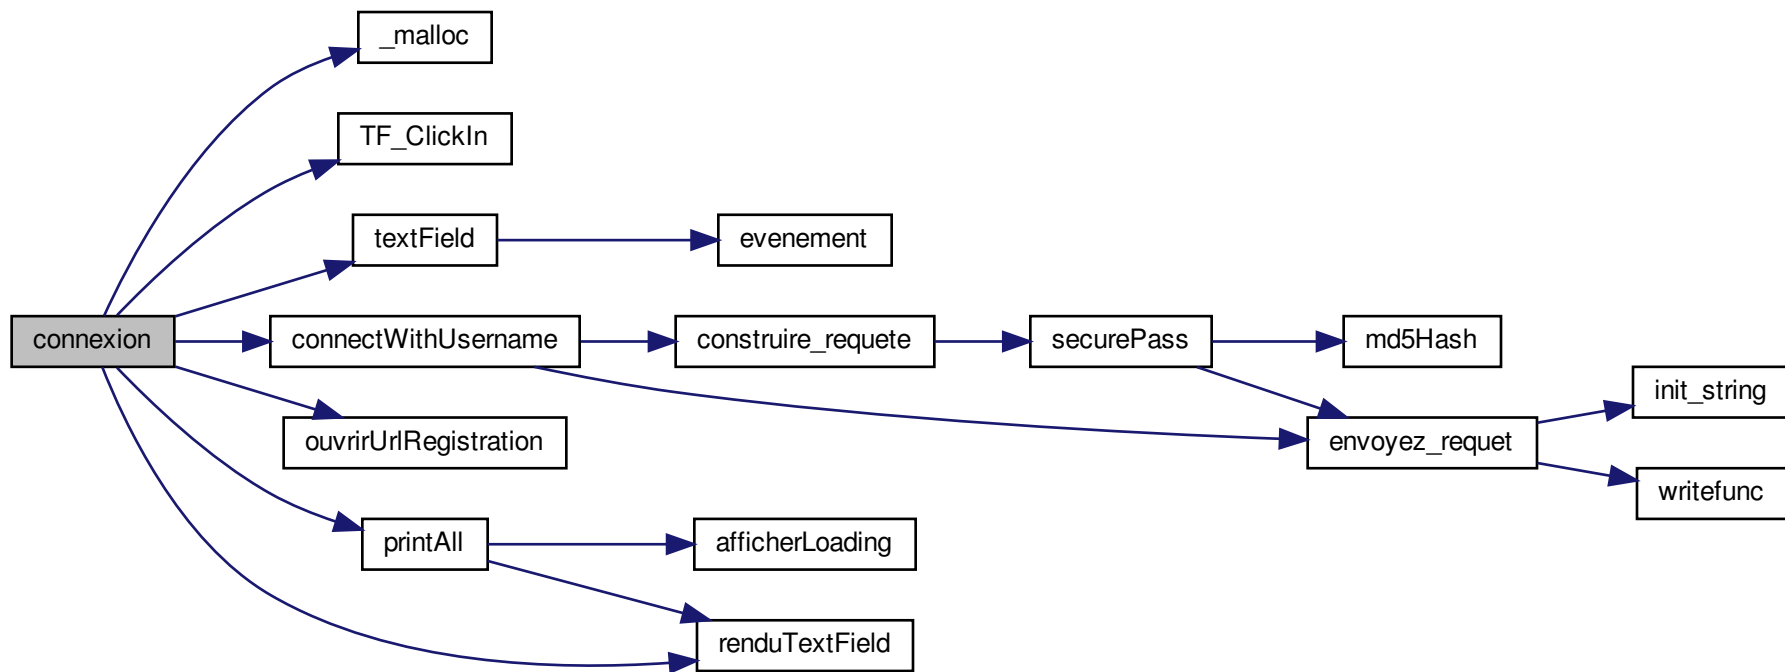 _malloc
TF_ClickIn
textField
evenement
connexion
connectWithUsername
construire_requete
securePass
md5Hash
init_string
ouvrirUrlRegistration
envoyez_requet
writefunc
printAll
afficherLoading
renduTextField